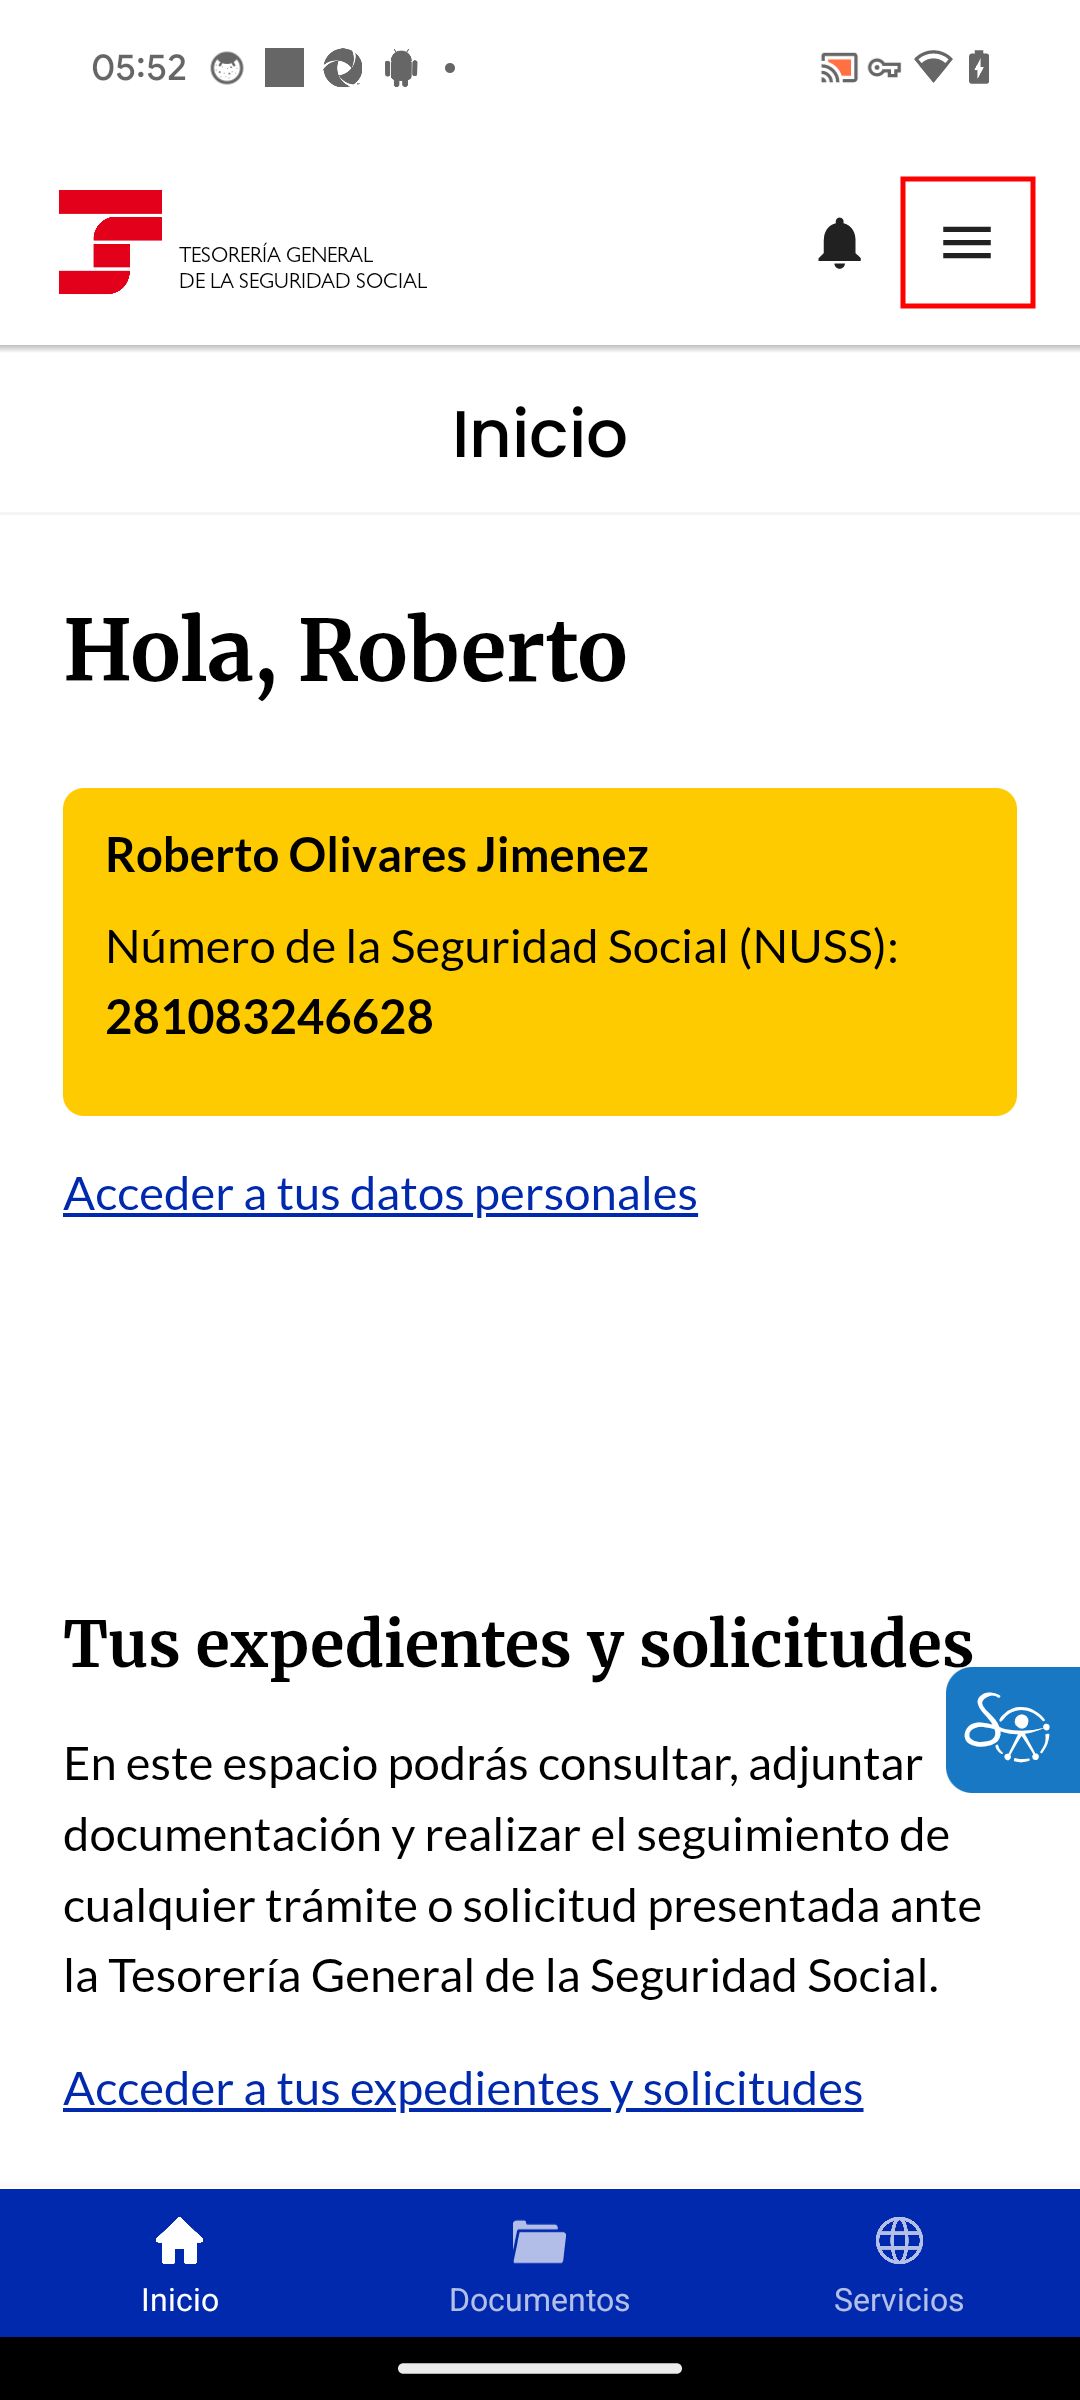 05:52
TESORERÍA GENERAL
DE LA SEGURIDAD SOCIAL
Inicio
Hola, Roberto
Roberto Olivares Jimenez
Número de la Seguridad Social (NUSS):
281083246628
Acceder a tus datos personales
Tus expedientes y solicitudes
En este espacio podrás consultar, adjuntar
documentación y realizar el seguimiento de
cualquier trámite o solicitud presentada ante
la Tesorería General de la Seguridad Social.
Acceder a tus expedientes y solicitudes
Inicio
Documentos
Servicios